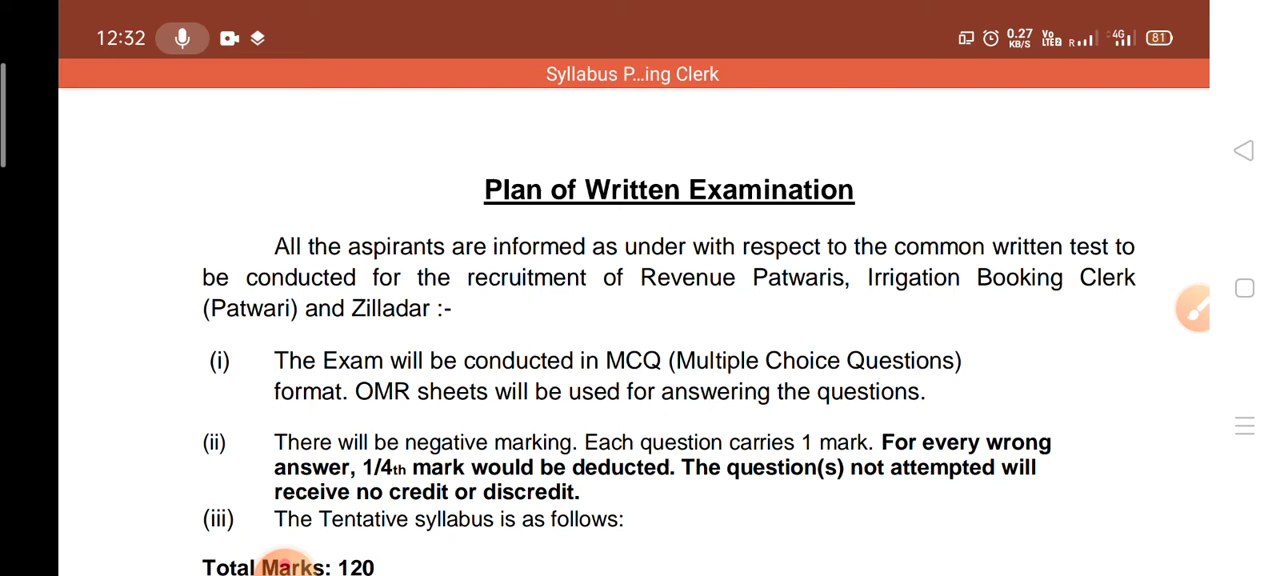 12:32
0.27 KB/S Vo LTE2 R 4G 81
Syllabus P...ing Clerk
Plan of Written Examination
All the aspirants are informed as under with respect to the common written test to
be conducted for the recruitment of Revenue Patwaris, Irrigation Booking Clerk
(Patwari) and Zilladar :-
(i) The Exam will be conducted in MCQ (Multiple Choice Questions)
format. OMR sheets will be used for answering the questions.
(ii) There will be negative marking. Each question carries 1 mark. For every wrong
answer, 1/4th mark would be deducted. The question(s) not attempted will
receive no credit or discredit.
(iii) The Tentative syllabus is as follows:
Total Marks: 120